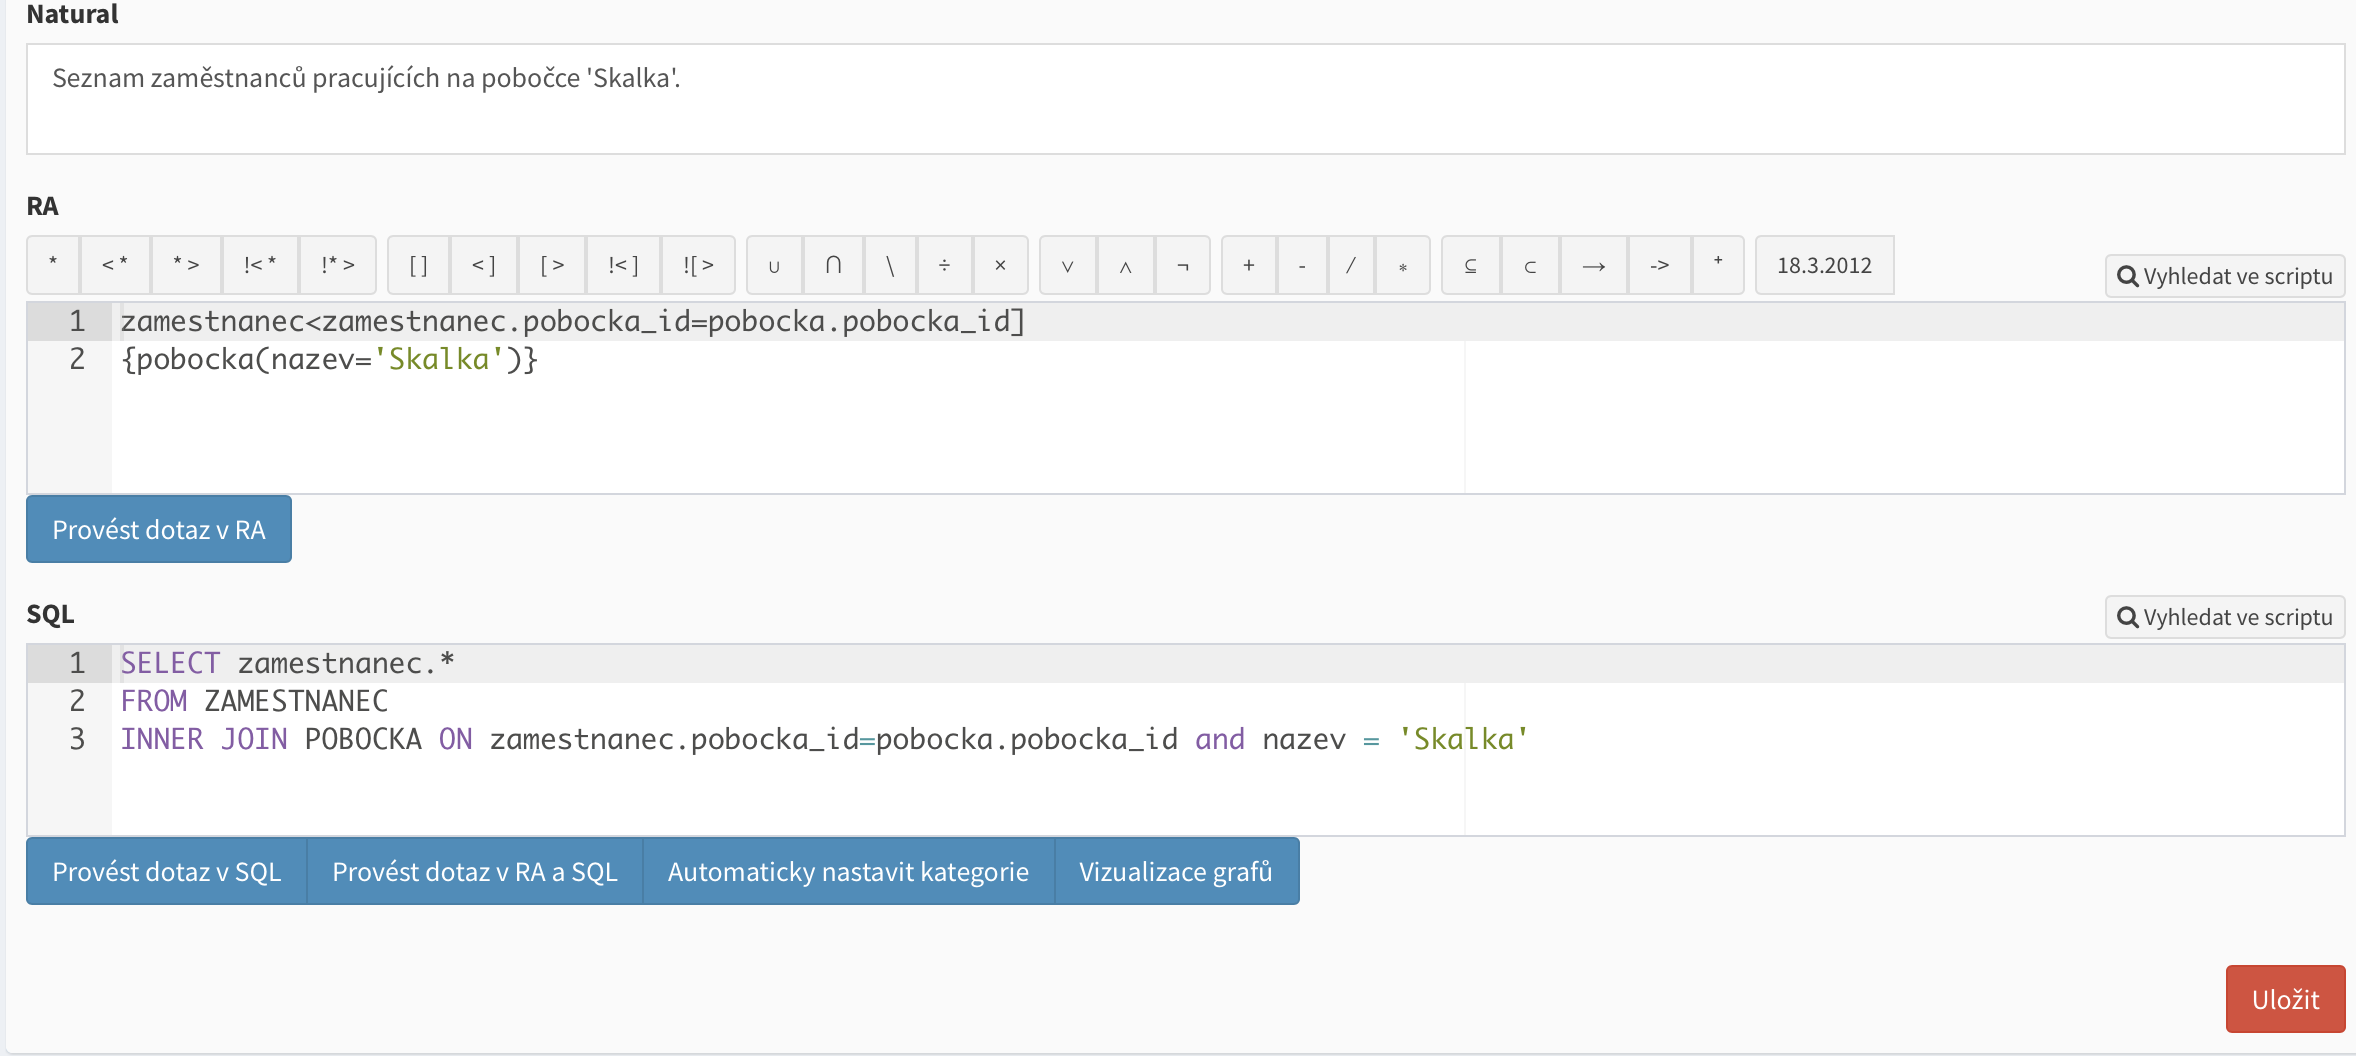 Natural
Seznam zaměstnanců pracujících na pobočce 'Skalka'.
RA
* <* *> !<* !*> [] <] [> !<] ![> ∪ ∩ \ ÷ × ∨ ∧ ¬ + - / * ⊆ ⊂ → -> + 18.3.2012 Vyhledat ve scriptu
1 zamestnanec<zamestnanec.pobocka_id=pobocka.pobocka_id]
2 {pobocka(nazev='Skalka')}
Provést dotaz v RA
SQL Vyhledat ve scriptu
1 SELECT zamestnanec.*
2 FROM ZAMESTNANEC
3 INNER JOIN POBOCKA ON zamestnanec.pobocka_id=pobocka.pobocka_id and nazev = 'Skalka'
Provést dotaz v SQL Provést dotaz v RA a SQL Automaticky nastavit kategorie Vizualizace grafů
Uložit